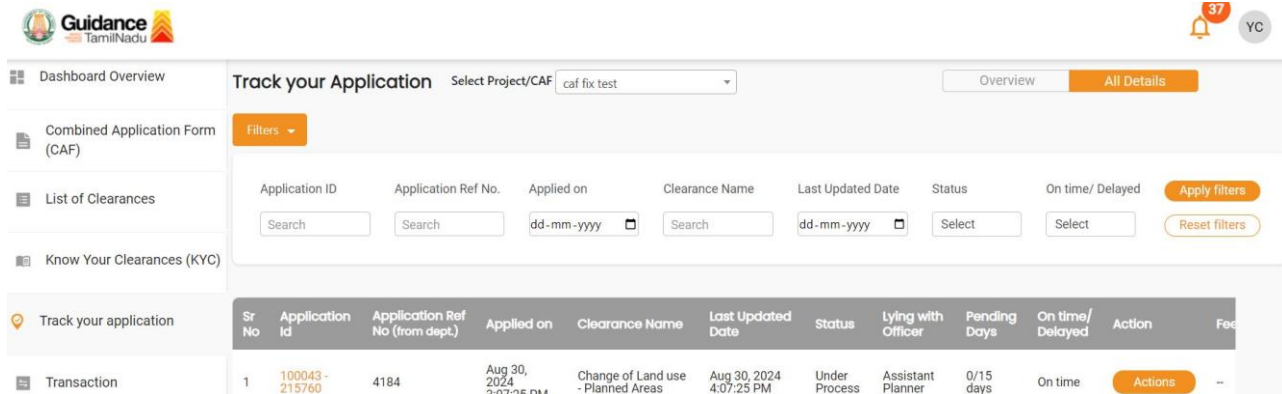 Guidance
TamilNadu
37
YC
Dashboard Overview
Track your Application
Select Project/CAF
caf fix test
Overview
All Details
Combined Application Form
(CAF)
Filters
List of Clearances
Application ID
Application Ref No.
Applied on
Clearance Name
Last Updated Date
Status
On time/ Delayed
Apply filters
Search
Search
dd-mm-yyyy
Search
dd-mm-yyyy
Select
Select
Reset filters
Know Your Clearances (KYC)
Track your application
Sr
No
Application
Id
Application Ref
No (from dept.)
Applied on
Clearance Name
Last Updated
Date
Status
Lying with
Officer
Pending
Days
On time/
Delayed
Action
Fee
Transaction
1
100043 -
215760
4184
Aug 30,
2024
3:07:25 PM
Change of Land use
- Planned Areas
Aug 30, 2024
4:07:25 PM
Under
Process
Assistant
Planner
0/15
days
On time
Actions
--